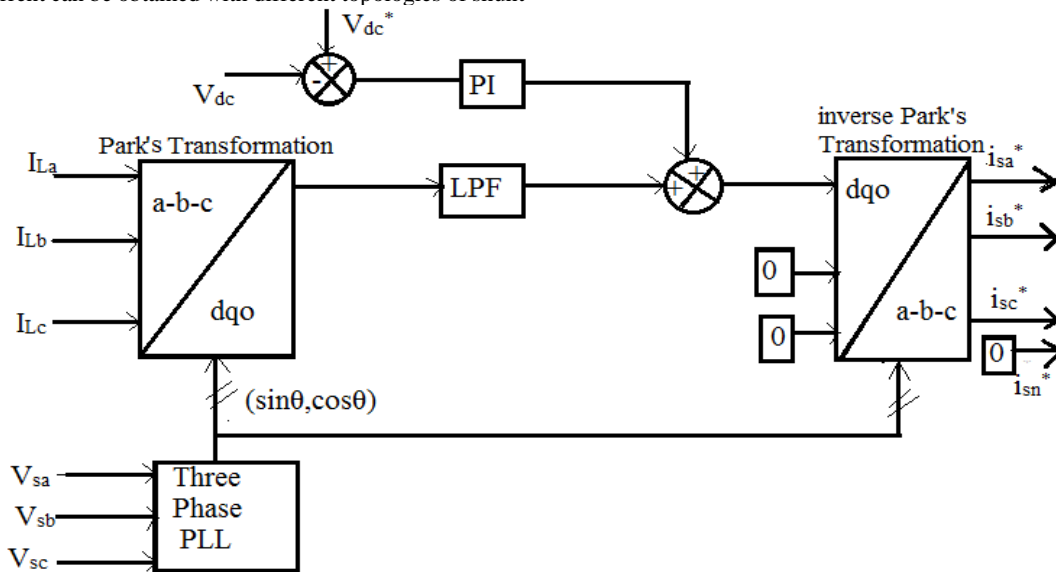 rrent can be obtained with different topologies of shunt
Vdc*
+
-
Vdc
PI
Park's Transformation
inverse Park's
Transformation
ILa
ILb
ILc
a-b-c
dqo
LPF
+
+
dqo
a-b-c
0
0
isa*
isb*
isc*
0
isn*
(sinθ,cosθ)
Vsa
Vsb
Vsc
Three
Phase
PLL